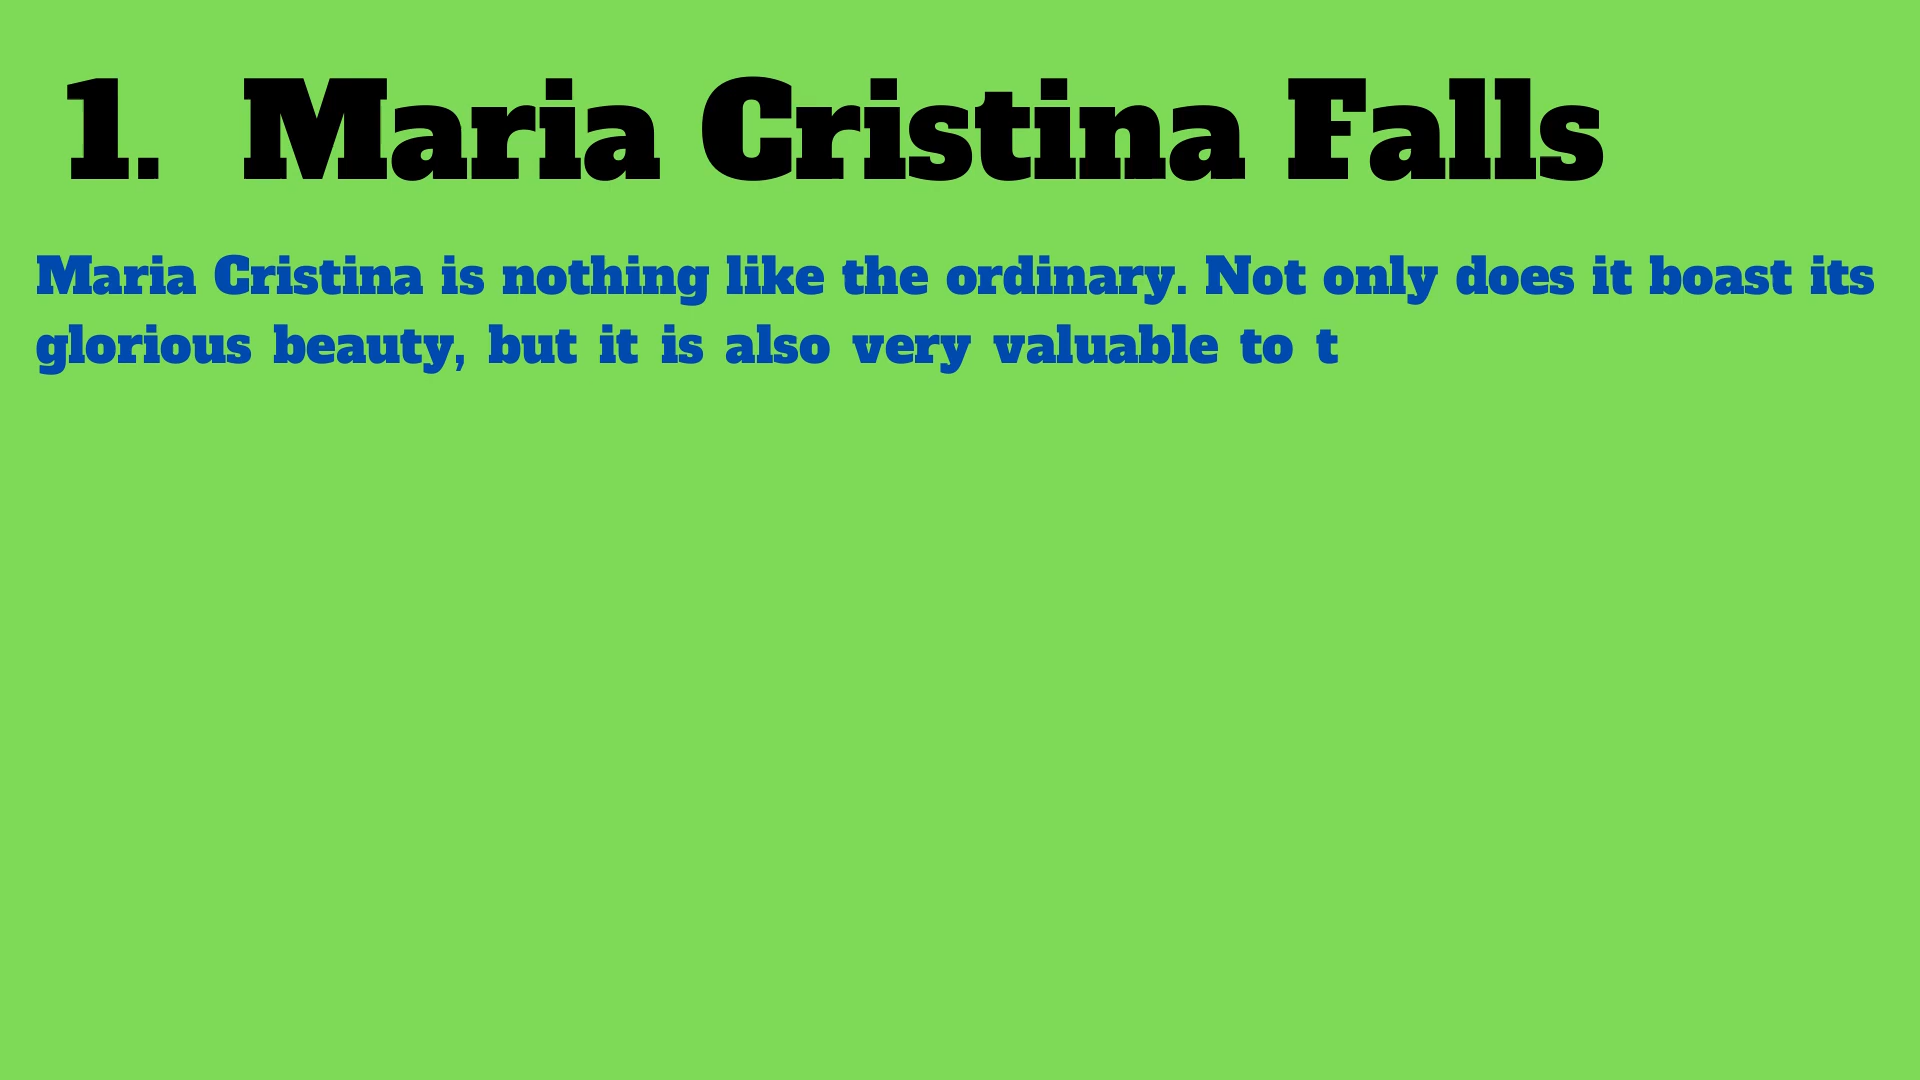 1. Maria Cristina Falls
Maria Cristina is nothing like the ordinary. Not only does it boast its
glorious beauty, but it is also very valuable to t